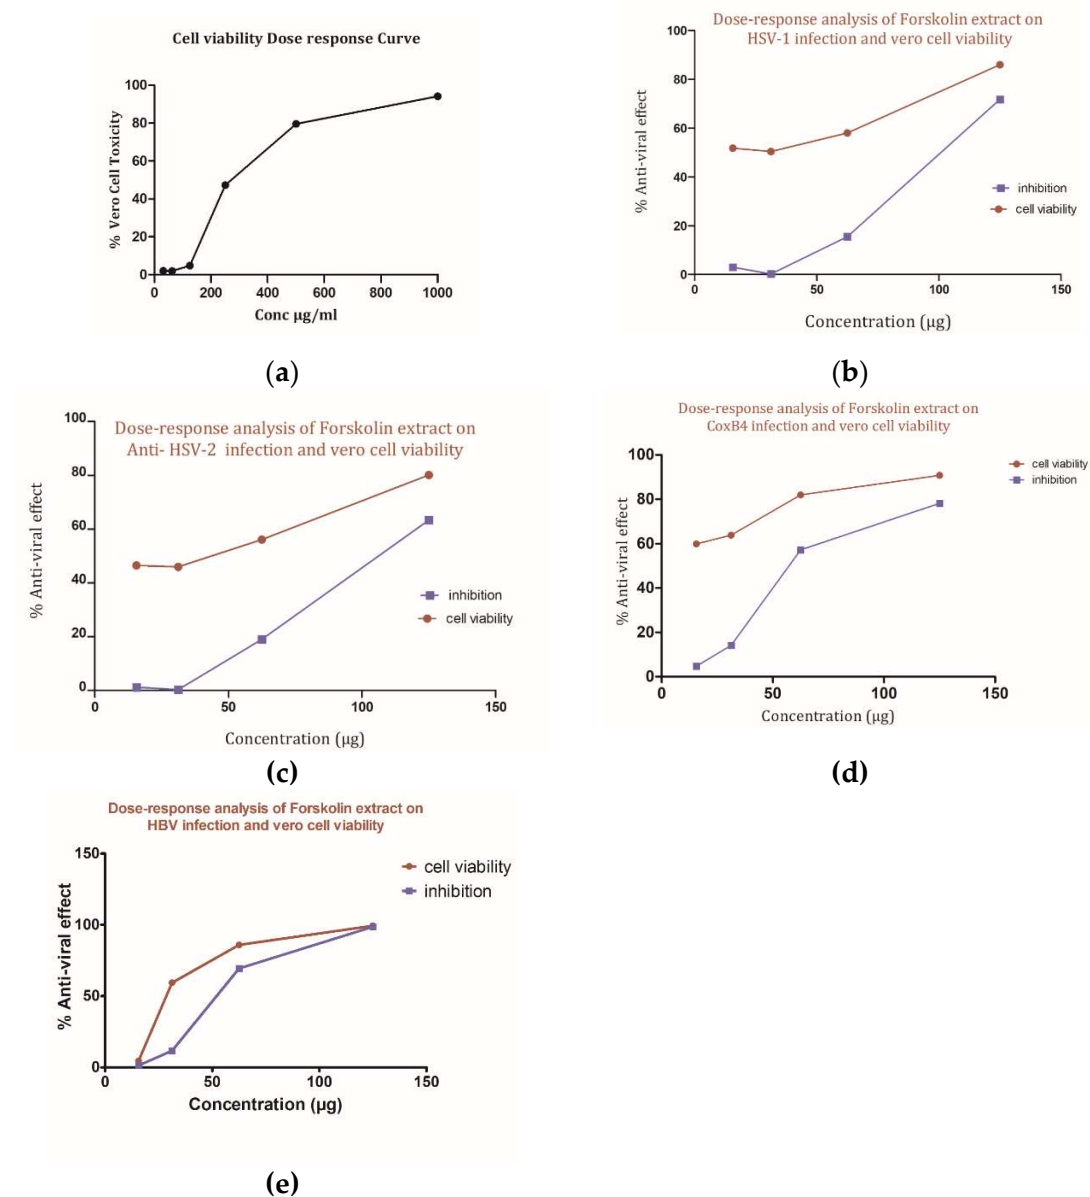 Cell viability Dose response Curve
% Vero Cell Toxicity
100
80
60
40
20
0
0 200 400 600 800 1000
Conc µg/ml
(a)
Dose-response analysis of Forskolin extract on
HSV-1 infection and vero cell viability
% Anti-viral effect
100
80
60
40
20
0
inhibition
cell viability
0 50 100 150
Concentration (µg)
(b)
Dose-response analysis of Forskolin extract on
Anti- HSV-2 infection and vero cell viability
% Anti-viral effect
100
80
60
40
20
0
inhibition
cell viability
0 50 100 150
Concentration (µg)
(c)
Dose-response analysis of Forskolin extract on
CoxB4 infection and vero cell viability
% Anti-viral effect
100
80
60
40
20
0
cell viability
inhibition
0 50 100 150
Concentration (µg)
(d)
Dose-response analysis of Forskolin extract on
HBV infection and vero cell viability
% Anti-viral effect
150
100
50
0
cell viability
inhibition
0 50 100 150
Concentration (µg)
(e)